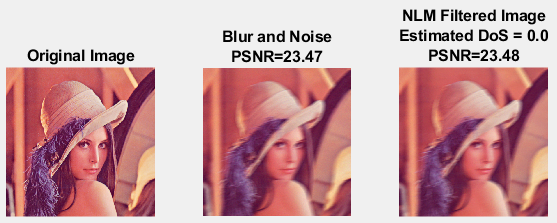 Original Image
Blur and Noise
PSNR=23.47
NLM Filtered Image
Estimated DoS = 0.0
PSNR=23.48